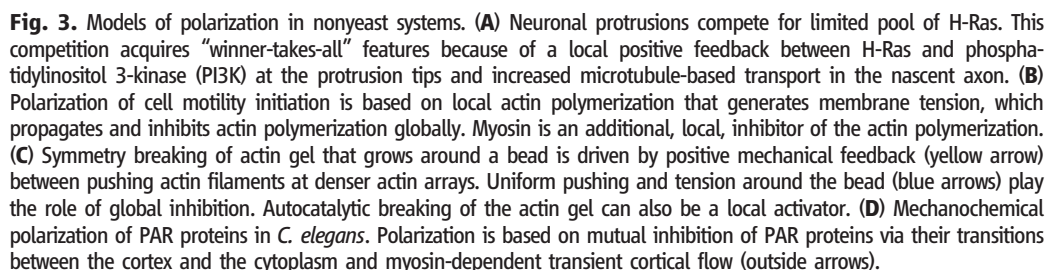 Fig. 3. Models of polarization in nonyeast systems. (A) Neuronal protrusions compete for limited pool of H-Ras. This
competition acquires “winner-takes-all” features because of a local positive feedback between H-Ras and phospha-
tidylinositol 3-kinase (PI3K) at the protrusion tips and increased microtubule-based transport in the nascent axon. (B)
Polarization of cell motility initiation is based on local actin polymerization that generates membrane tension, which
propagates and inhibits actin polymerization globally. Myosin is an additional, local, inhibitor of the actin polymerization.
(C) Symmetry breaking of actin gel that grows around a bead is driven by positive mechanical feedback (yellow arrow)
between pushing actin filaments at denser actin arrays. Uniform pushing and tension around the bead (blue arrows) play
the role of global inhibition. Autocatalytic breaking of the actin gel can also be a local activator. (D) Mechanochemical
polarization of PAR proteins in C. elegans. Polarization is based on mutual inhibition of PAR proteins via their transitions
between the cortex and the cytoplasm and myosin-dependent transient cortical flow (outside arrows).